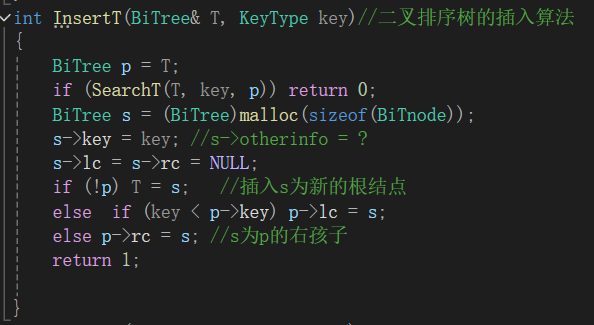 int InsertT(BiTree& T, KeyType key)//二叉排序树的插入算法
{
BiTree p = T;
if (SearchT(T, key, p)) return 0;
BiTree s = (BiTree)malloc(sizeof(BiTnode));
s->key = key; //s->otherinfo = ?
s->lc = s->rc = NULL;
if (!p) T = s;   //插入s为新的根结点
else  if (key < p->key) p->lc = s;
else p->rc = s; //s为p的右孩子
return 1;
}